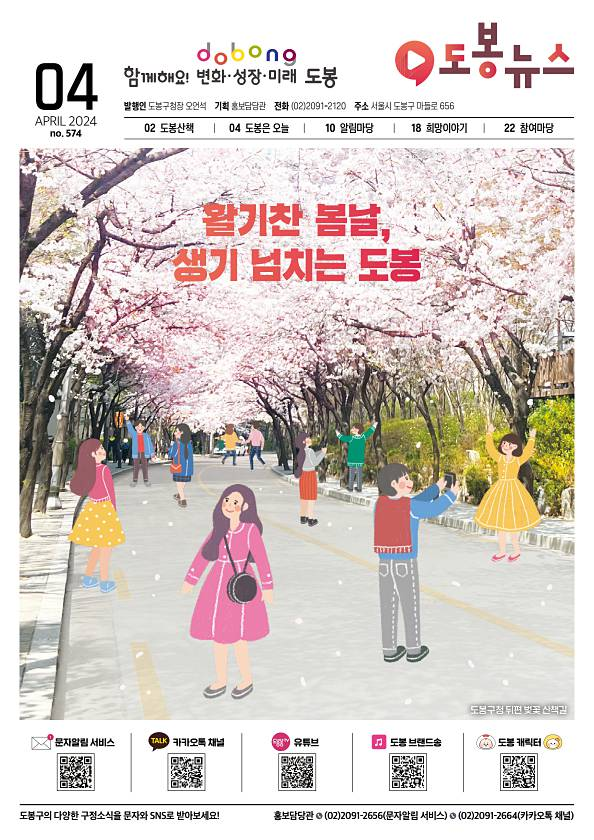 04
APRIL 2024
no. 574
dobong
함께해요! 변화·성장·미래 도봉
도봉뉴스
발행인 도봉구청장 오언석 기획 홍보담당관 전화 (02)2091-2120 주소 서울시 도봉구 마들로 656
02 도봉산책 | 04 도봉은 오늘 | 10 알림마당 | 18 희망이야기 | 22 참여마당
활기찬 봄날,
생기 넘치는 도봉
도봉구청 뒤편 벚꽃 산책길
문자알림 서비스
TALK 카카오톡 채널
유튜브
도봉 브랜드송
도봉 캐릭터
도봉구의 다양한 구정소식을 문자와 SNS로 받아보세요!
홍보담당관 (02)2091-2656(문자알림 서비스) (02)2091-2664(카카오톡 채널)